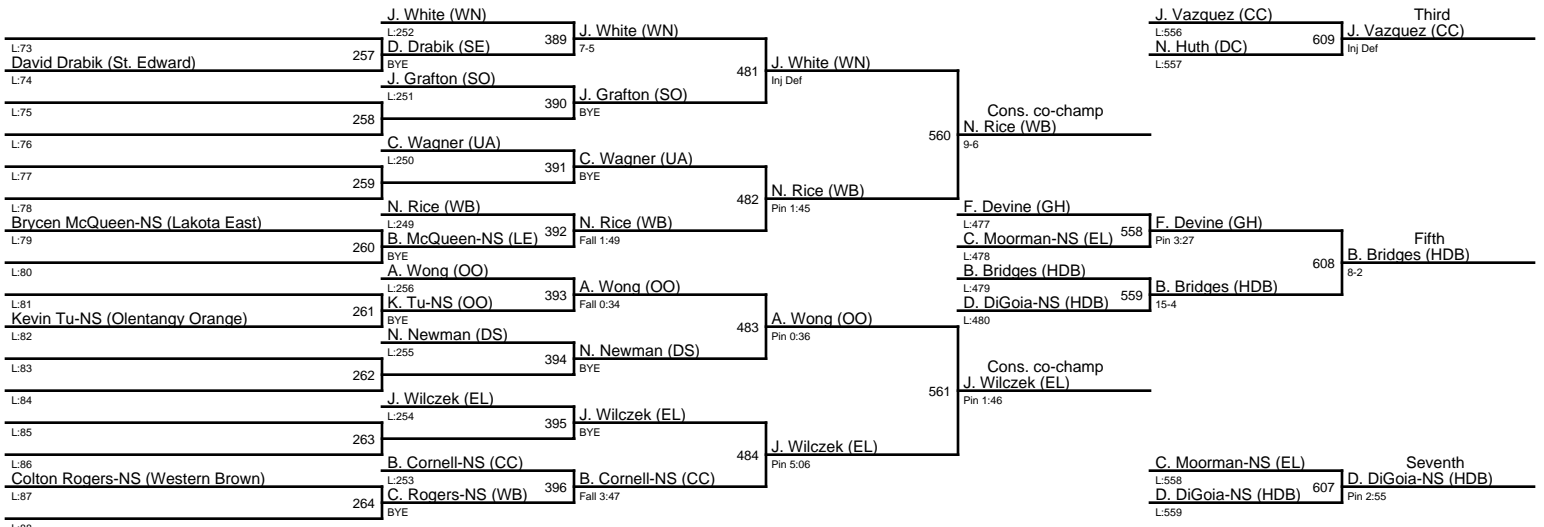 J. White (WN)
L:252
L:73
David Drabik (St. Edward)
L:74
257
D. Drabik (SE)
BYE
389
J. White (WN)
7-5
J. Grafton (SO)
L:251
L:75
L:76
258
390
J. Grafton (SO)
BYE
481
J. White (WN)
Inj Def
C. Wagner (UA)
L:250
L:77
L:78
259
391
C. Wagner (UA)
BYE
N. Rice (WB)
L:249
Brycen McQueen-NS (Lakota East)
L:79
L:80
260
B. McQueen-NS (LE)
BYE
392
N. Rice (WB)
Fall 1:49
482
N. Rice (WB)
Pin 1:45
560
Cons. co-champ
N. Rice (WB)
9-6
A. Wong (OO)
L:256
L:81
Kevin Tu-NS (Olentangy Orange)
L:82
261
K. Tu-NS (OO)
BYE
393
A. Wong (OO)
Fall 0:34
N. Newman (DS)
L:255
L:83
L:84
262
394
N. Newman (DS)
BYE
483
A. Wong (OO)
Pin 0:36
J. Wilczek (EL)
L:254
L:85
L:86
263
395
J. Wilczek (EL)
BYE
B. Cornell-NS (CC)
L:253
Colton Rogers-NS (Western Brown)
L:87
264
C. Rogers-NS (WB)
BYE
396
B. Cornell-NS (CC)
Fall 3:47
484
J. Wilczek (EL)
Pin 5:06
561
Cons. co-champ
J. Wilczek (EL)
Pin 1:46
J. Vazquez (CC)
L:556
N. Huth (DC)
L:557
609
Third
J. Vazquez (CC)
Inj Def
F. Devine (GH)
L:477
C. Moorman-NS (EL)
L:478
558
F. Devine (GH)
Pin 3:27
B. Bridges (HDB)
L:479
D. DiGoia-NS (HDB)
L:480
559
B. Bridges (HDB)
15-4
608
Fifth
B. Bridges (HDB)
8-2
C. Moorman-NS (EL)
L:558
D. DiGoia-NS (HDB)
L:559
607
Seventh
D. DiGoia-NS (HDB)
Pin 2:55